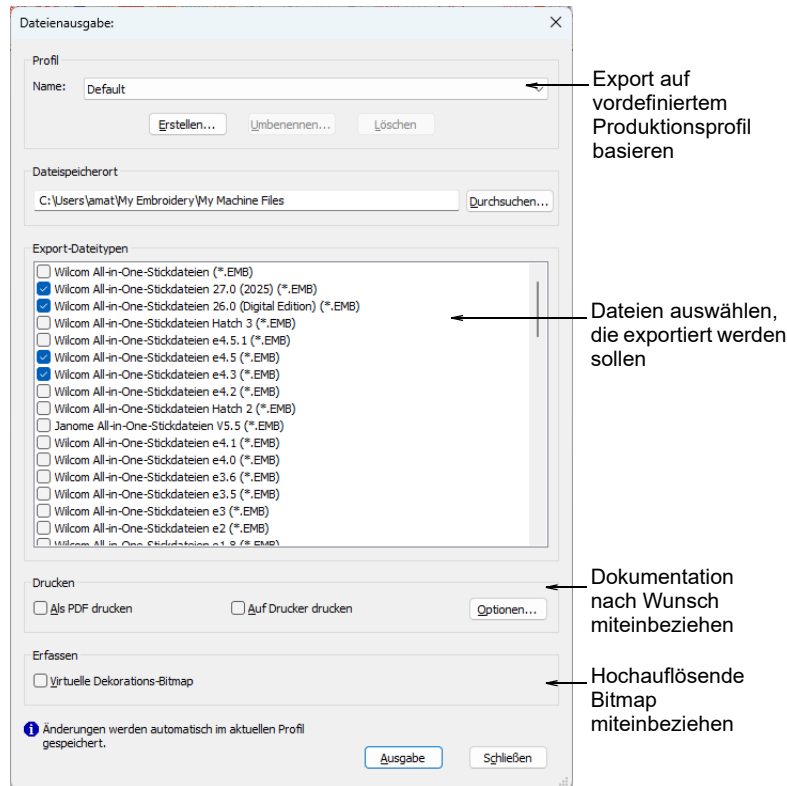 Dateienausgabe:
Profil
Name:
Default
Erstellen...
Umbenennen...
Löschen
Export auf
vordefiniertem
Produktionsprofil
basieren
Dateispeicherort
C:\Users\amat\My Embroidery\My Machine Files
Durchsuchen...
Export-Dateitypen
Wilcom All-in-One-Stickdateien (*.EMB)
Wilcom All-in-One-Stickdateien 27.0 (2025) (*.EMB)
Wilcom All-in-One-Stickdateien 26.0 (Digital Edition) (*.EMB)
Wilcom All-in-One-Stickdateien Hatch 3 (*.EMB)
Wilcom All-in-One-Stickdateien e4.5.1 (*.EMB)
Wilcom All-in-One-Stickdateien e4.5 (*.EMB)
Wilcom All-in-One-Stickdateien e4.3 (*.EMB)
Wilcom All-in-One-Stickdateien e4.2 (*.EMB)
Wilcom All-in-One-Stickdateien Hatch 2 (*.EMB)
Janome All-in-One-Stickdateien V5.5 (*.EMB)
Wilcom All-in-One-Stickdateien e4.1 (*.EMB)
Wilcom All-in-One-Stickdateien e4.0 (*.EMB)
Wilcom All-in-One-Stickdateien e3.6 (*.EMB)
Wilcom All-in-One-Stickdateien e3.5 (*.EMB)
Wilcom All-in-One-Stickdateien e3 (*.EMB)
Wilcom All-in-One-Stickdateien e2 (*.EMB)
Wilcom All-in-One-Stickdateien e1.8 (*.EMB)
Dateien auswählen,
die exportiert werden
sollen
Drucken
Als PDF drucken
Auf Drucker drucken
Optionen...
Dokumentation
nach Wunsch
miteinbeziehen
Erfassen
Virtuelle Dekorations-Bitmap
Hochauflösende
Bitmap
miteinbeziehen
Änderungen werden automatisch im aktuellen Profil
gespeichert.
Ausgabe
Schließen